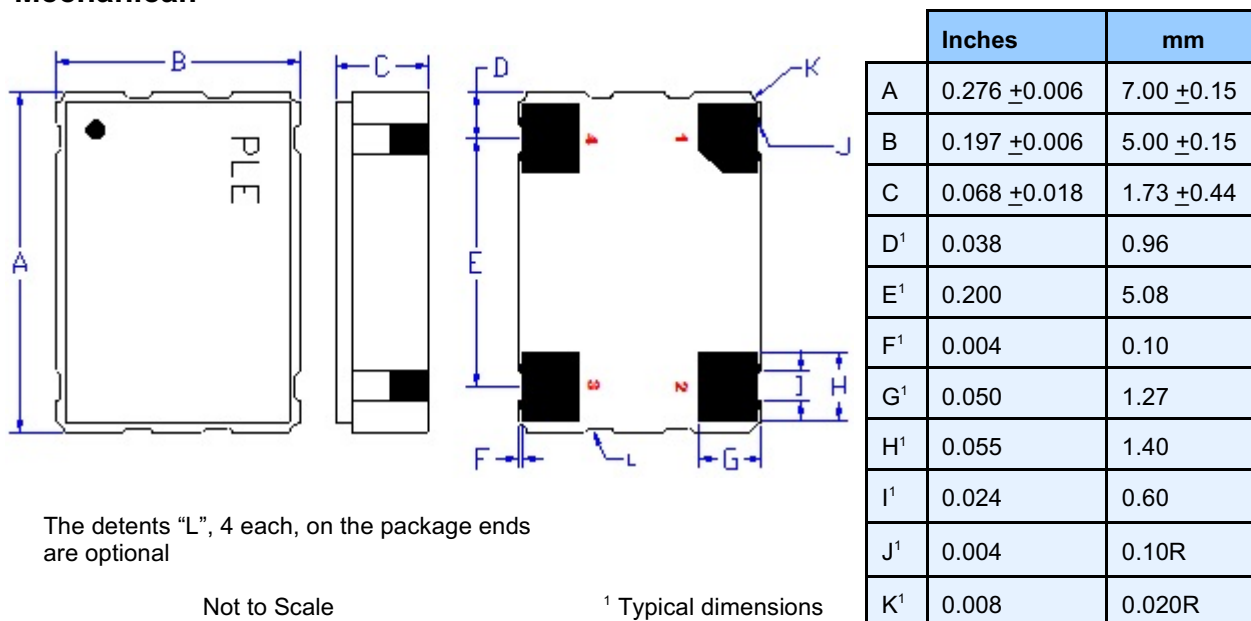 B
C
D
K
J
A
PLE
4
1
E
3
2
I
H
F
L
G
The detents “L”, 4 each, on the package ends
are optional
Not to Scale
¹ Typical dimensions
Inches mm
A 0.276 ±0.006 7.00 ±0.15
B 0.197 ±0.006 5.00 ±0.15
C 0.068 ±0.018 1.73 ±0.44
D¹ 0.038 0.96
E¹ 0.200 5.08
F¹ 0.004 0.10
G¹ 0.050 1.27
H¹ 0.055 1.40
I¹ 0.024 0.60
J¹ 0.004 0.10R
K¹ 0.008 0.020R